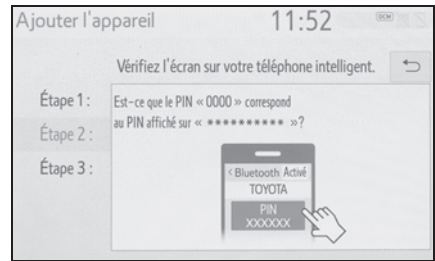 Ajouter l'appareil 11:52 DCM
Vérifiez l'écran sur votre téléphone intelligent.
Étape 1 : Est-ce que le PIN « 0000 » correspond
au PIN affiché sur « ********** »?
Étape 2 :
Étape 3 :
< Bluetooth Activé
TOYOTA
PIN
XXXXXX